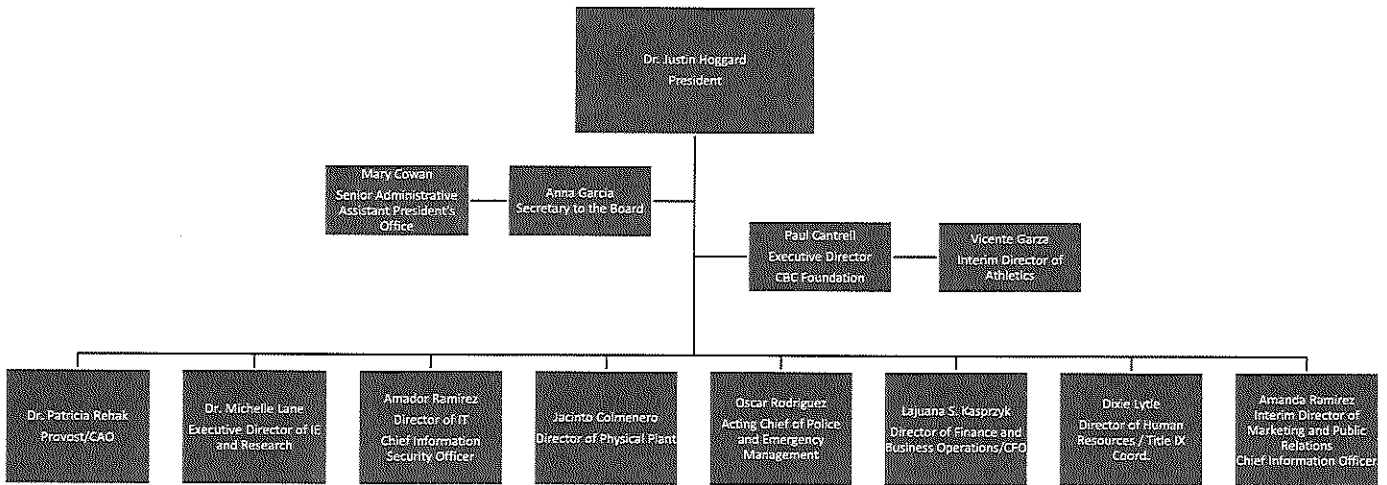 Dr. Justin Hoggard
President
Mary Cowan
Senior Administrative
Assistant President's
Office
Anna Garcia
Secretary to the Board
Paul Cantrell
Executive Director
CBC Foundation
Vicente Garza
Interim Director of
Athletics
Dr. Patricia Rehak
Provost/CAO
Dr. Michelle Lane
Executive Director of IE
and Research
Amador Ramirez
Director of IT
Chief Information
Security Officer
Jacinto Colmenero
Director of Physical Plant
Oscar Rodriguez
Acting Chief of Police
and Emergency
Management
Lajuana S. Kasprzyk
Director of Finance and
Business Operations/CFO
Dixie Lytle
Director of Human
Resources / Title IX
Coord.
Amanda Ramirez
Interim Director of
Marketing and Public
Relations
Chief Information Officer